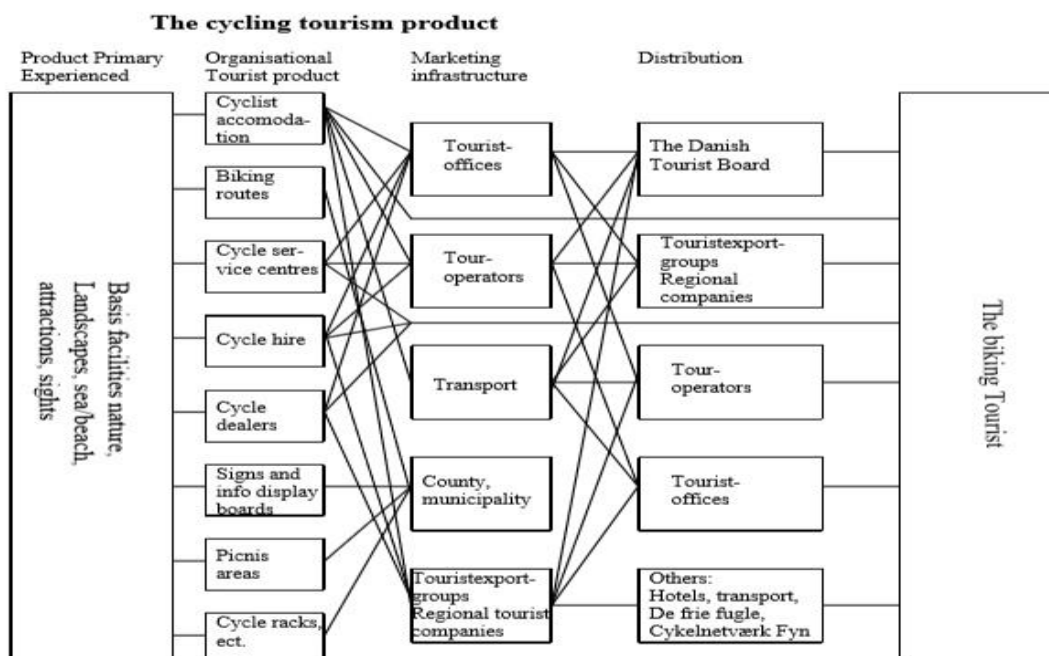 The cycling tourism product
Product Primary
Experienced
Organisational
Tourist product
Marketing
infrastructure
Distribution
Basis facilities nature,
Landscapes, sea/beach,
attractions, sights
Cyclist
accomoda-
tation
Biking
routes
Cycle ser-
vice centres
Cycle hire
Cycle
dealers
Signs and
info display
boards
Picnis
areas
Cycle racks,
ect.
Tourist-
offices
Tour-
operators
Transport
County,
municipality
Touristexport-
groups
Regional tourist
companies
The Danish
Tourist Board
Touristexport-
groups
Regional
companies
Tour-
operators
Tourist-
offices
Others:
Hotels, transport,
De frie fugle,
Cykelnetværk Fyn
The biking Tourist